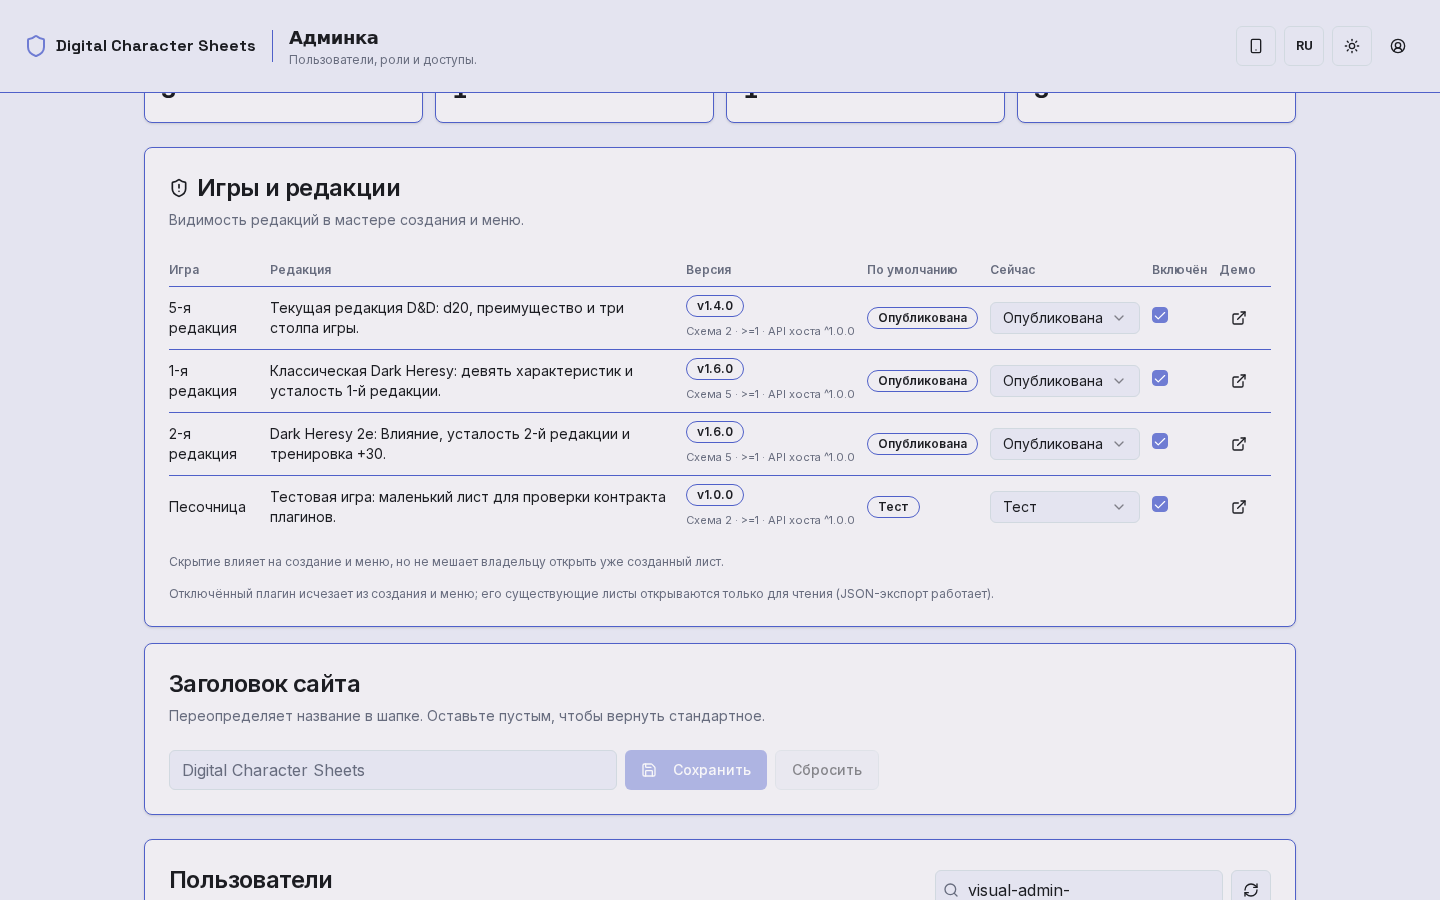 Digital Character Sheets
Админка
Пользователи, роли и доступы.
RU
Игры и редакции
Видимость редакций в мастере создания и меню.
Игра Редакция Версия По умолчанию Сейчас Включён Демо
5-я редакция
Текущая редакция D&D: d20, преимущество и три
столпа игры.
v1.4.0
Схема 2 · >=1 · API хоста ^1.0.0
Опубликована
Опубликована
1-я редакция
Классическая Dark Heresy: девять характеристик и
усталость 1-й редакции.
v1.6.0
Схема 5 · >=1 · API хоста ^1.0.0
Опубликована
Опубликована
2-я редакция
Dark Heresy 2e: Влияние, усталость 2-й редакции и
тренировка +30.
v1.6.0
Схема 5 · >=1 · API хоста ^1.0.0
Опубликована
Опубликована
Песочница
Тестовая игра: маленький лист для проверки контракта
плагинов.
v1.0.0
Схема 2 · >=1 · API хоста ^1.0.0
Тест
Тест
Скрытие влияет на создание и меню, но не мешает владельцу открыть уже созданный лист.
Отключённый плагин исчезает из создания и меню; его существующие листы открываются только для чтения (JSON-экспорт работает).
Заголовок сайта
Переопределяет название в шапке. Оставьте пустым, чтобы вернуть стандартное.
Digital Character Sheets
Сохранить
Сбросить
Пользователи
visual-admin-